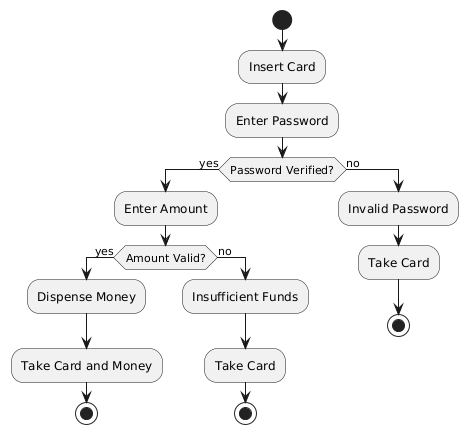 Insert Card
Enter Password
yes
Password Verified?
no
Enter Amount
Invalid Password
yes
Amount Valid?
no
Take Card
Dispense Money
Insufficient Funds
Take Card and Money
Take Card